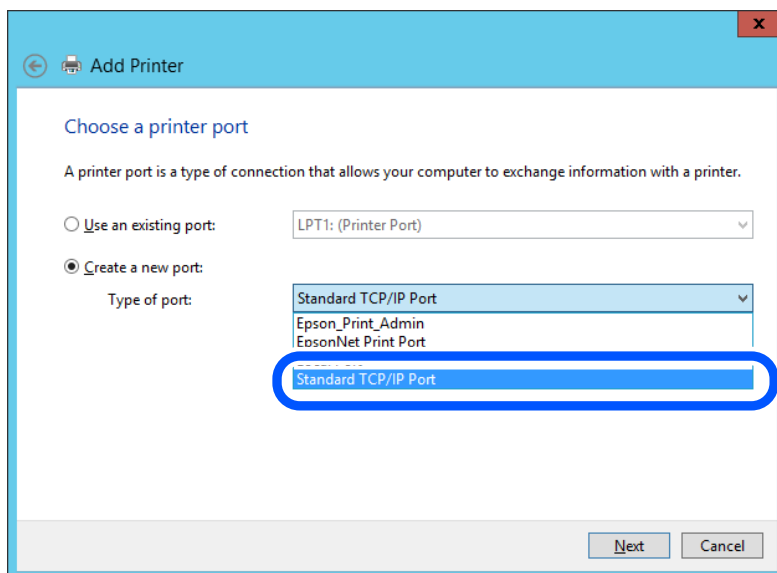 x
Add Printer
Choose a printer port
A printer port is a type of connection that allows your computer to exchange information with a printer.
Use an existing port:
LPT1: (Printer Port)
Create a new port:
Type of port:
Standard TCP/IP Port
Epson_Print_Admin
EpsonNet Print Port
Standard TCP/IP Port
Next
Cancel